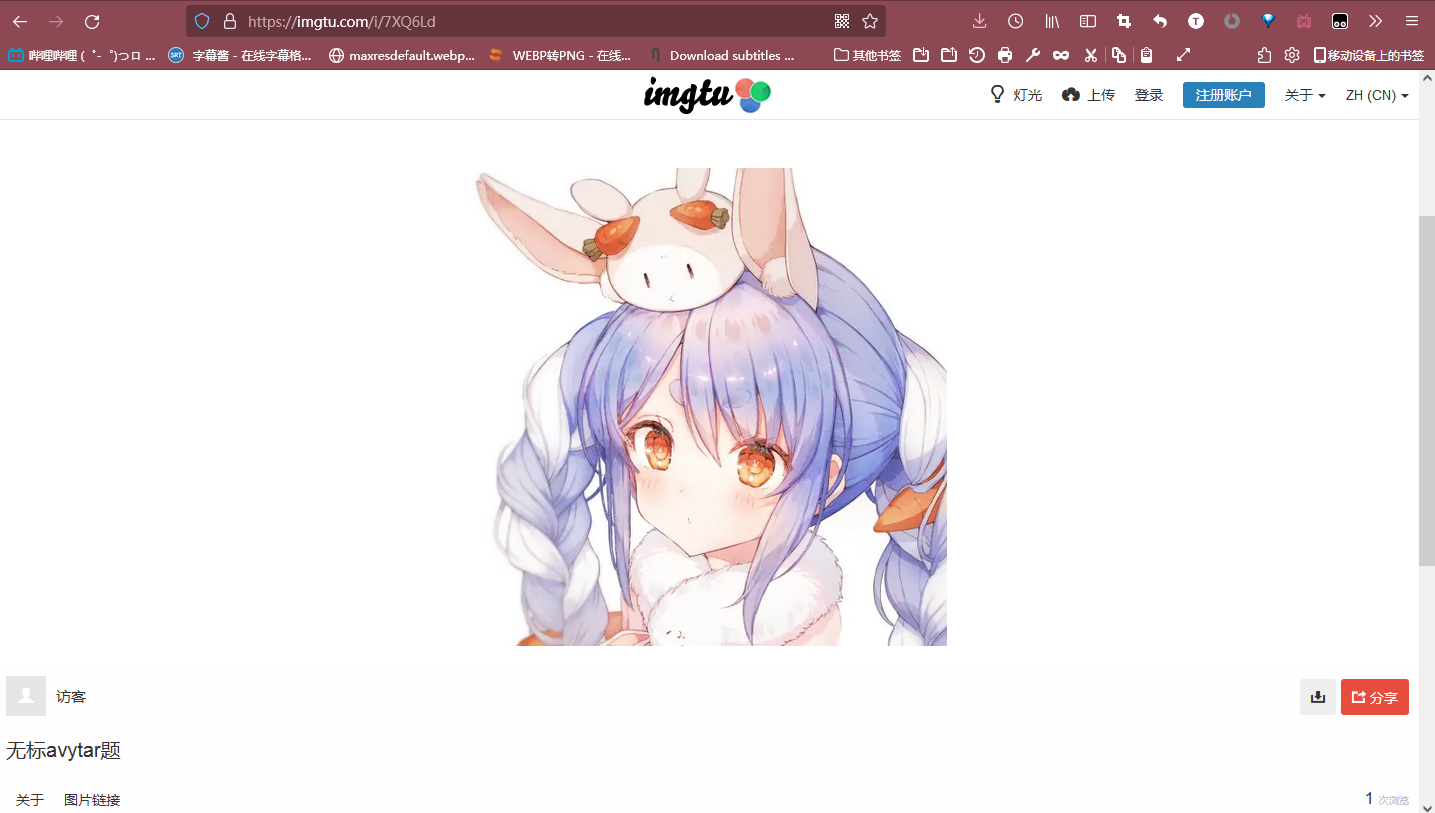 https://imgtu.com/i/7XQ6Ld
哔哩哔哩 ( ゜- ゜)つロ ...
SRT 字幕酱 - 在线字幕格...
maxresdefault.webp...
WEBP转PNG - 在线...
Download subtitles ...
其他书签
移动设备上的书签
imgtu
灯光
上传
登录
注册账户
关于
ZH (CN)
访客
分享
无标avytar题
关于
图片链接
1 次浏览